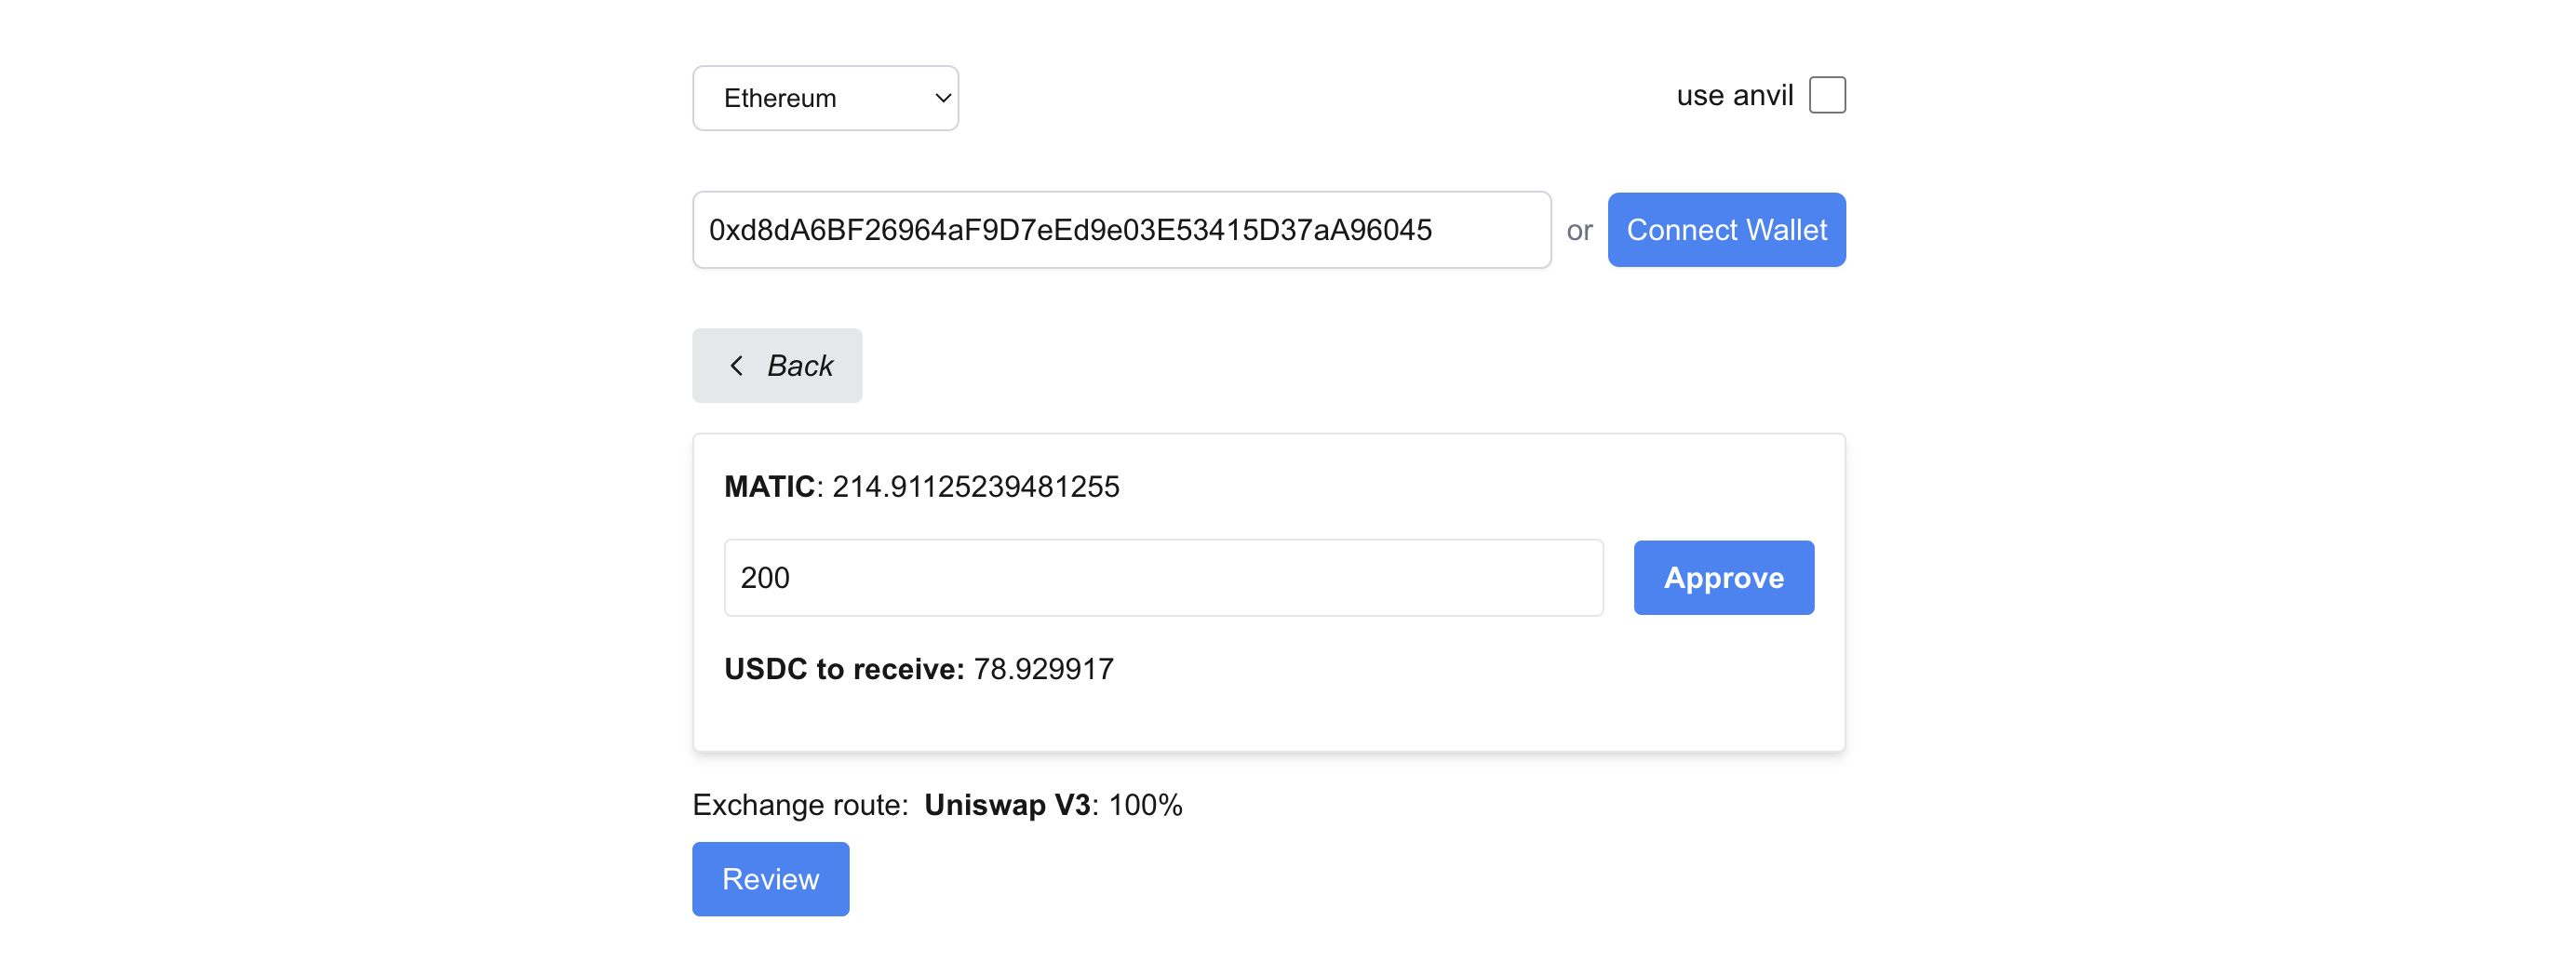 Ethereum
use anvil
0xd8dA6BF26964aF9D7eEd9e03E53415D37aA96045 or Connect Wallet
Back
MATIC: 214.91125239481255
200 Approve
USDC to receive: 78.929917
Exchange route: Uniswap V3: 100%
Review